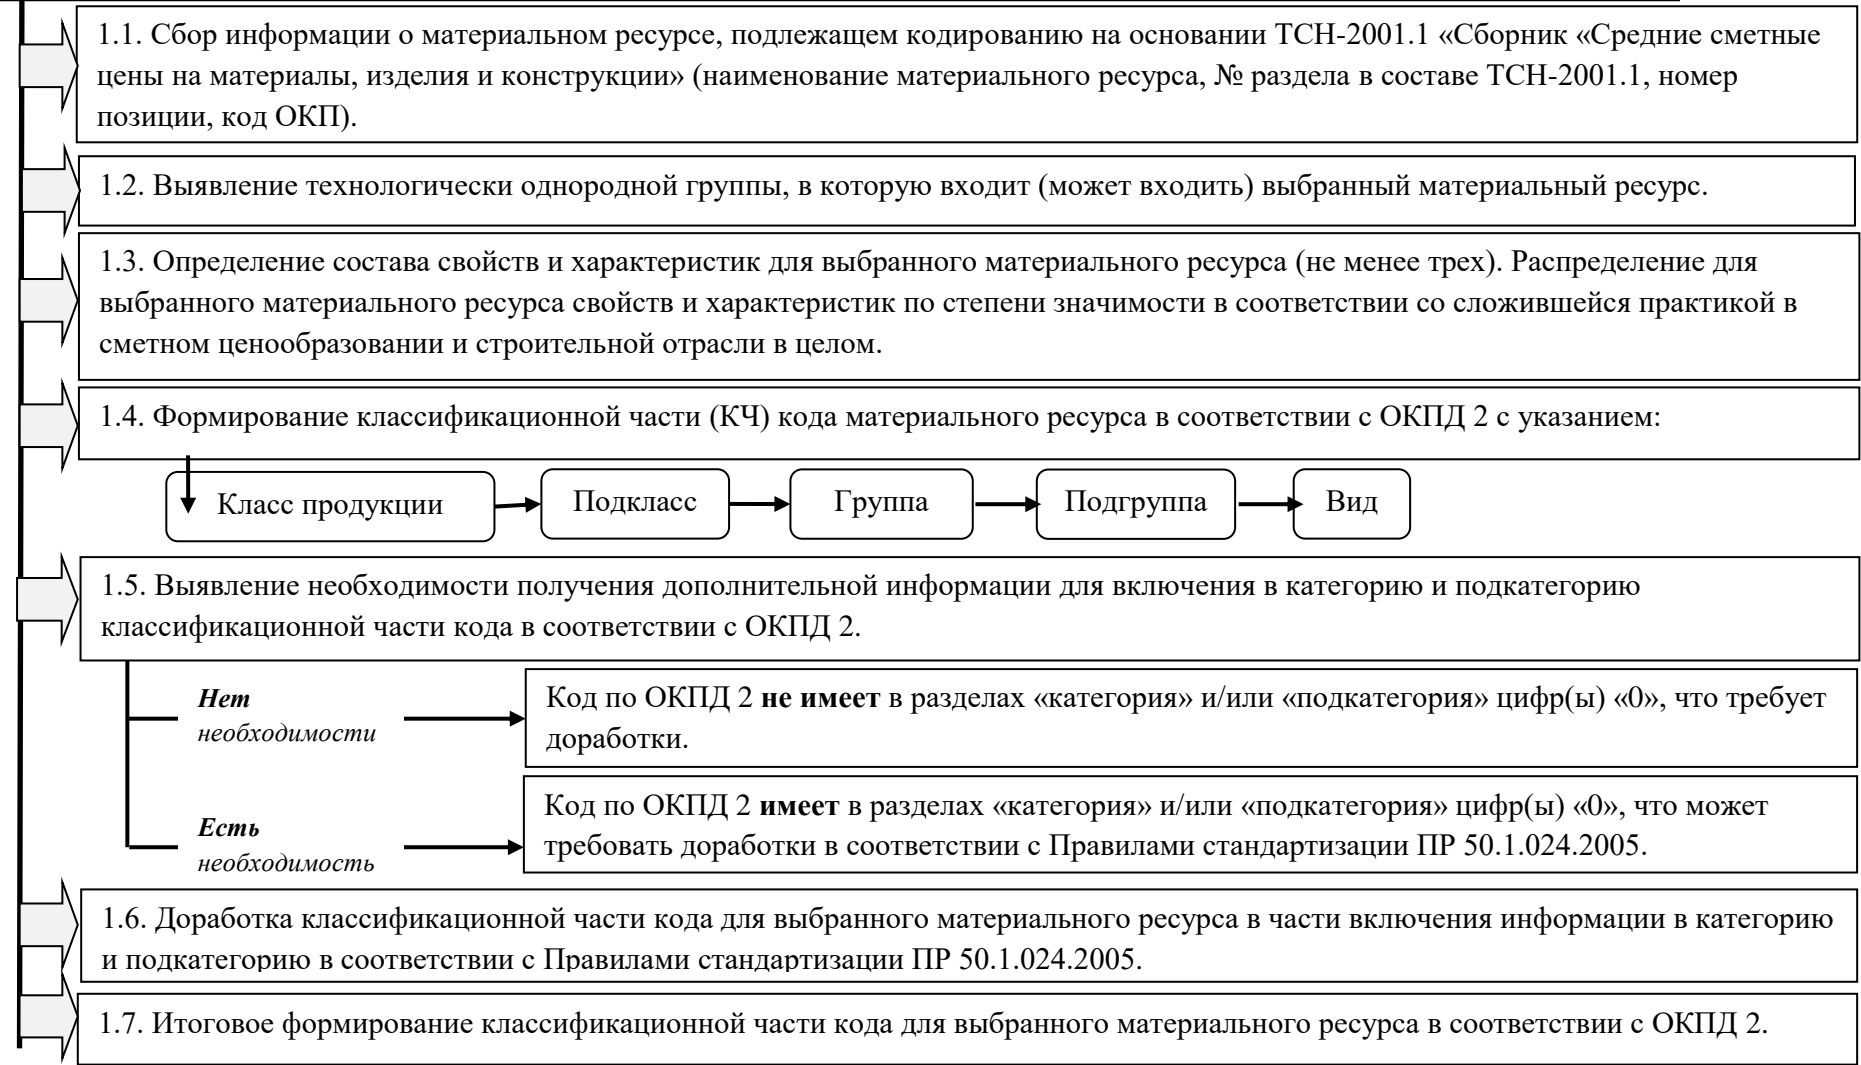 1.1. Сбор информации о материальном ресурсе, подлежащем кодированию на основании ТСН-2001.1 «Сборник «Средние сметные
цены на материалы, изделия и конструкции» (наименование материального ресурса, № раздела в составе ТСН-2001.1, номер
позиции, код ОКП).
1.2. Выявление технологически однородной группы, в которую входит (может входить) выбранный материальный ресурс.
1.3. Определение состава свойств и характеристик для выбранного материального ресурса (не менее трех). Распределение для
выбранного материального ресурса свойств и характеристик по степени значимости в соответствии со сложившейся практикой в
сметном ценообразовании и строительной отрасли в целом.
1.4. Формирование классификационной части (КЧ) кода материального ресурса в соответствии с ОКПД 2 с указанием:
Класс продукции
Подкласс
Группа
Подгруппа
Вид
1.5. Выявление необходимости получения дополнительной информации для включения в категорию и подкатегорию
классификационной части кода в соответствии с ОКПД 2.
Нет
необходимости
Код по ОКПД 2 не имеет в разделах «категория» и/или «подкатегория» цифр(ы) «0», что требует
доработки.
Есть
необходимость
Код по ОКПД 2 имеет в разделах «категория» и/или «подкатегория» цифр(ы) «0», что может
требовать доработки в соответствии с Правилами стандартизации ПР 50.1.024.2005.
1.6. Доработка классификационной части кода для выбранного материального ресурса в части включения информации в категорию
и подкатегорию в соответствии с Правилами стандартизации ПР 50.1.024.2005.
1.7. Итоговое формирование классификационной части кода для выбранного материального ресурса в соответствии с ОКПД 2.